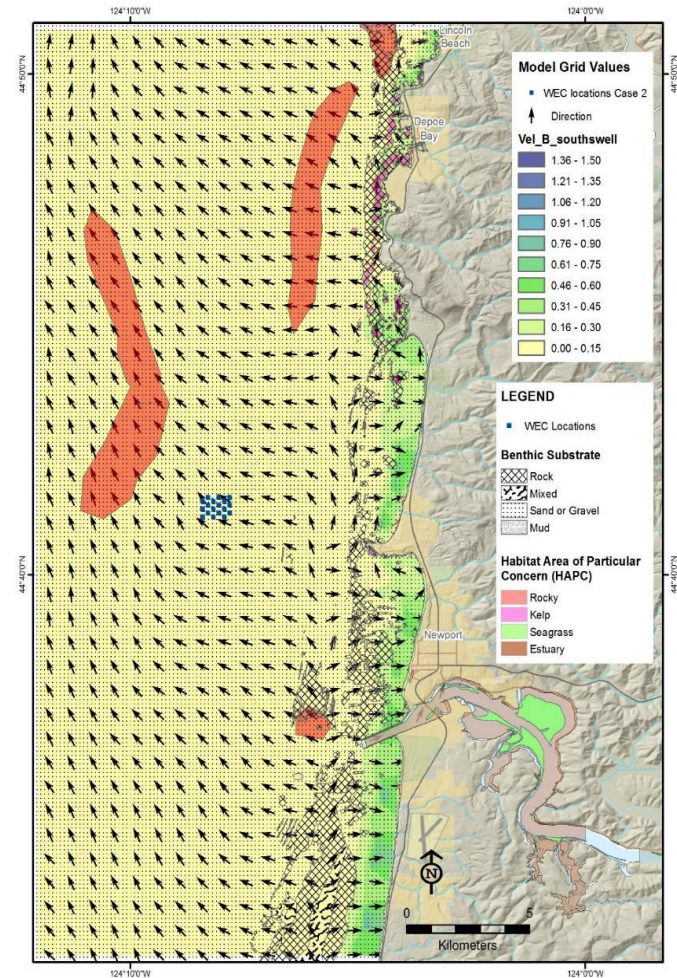 124°10'0"W
124°0'0"W
Lincoln
Beach
44°50'0"N
Depoe
Bay
Model Grid Values
WEC locations Case 2
Direction
Vel_B_southswell
1.36 - 1.50
1.21 - 1.35
1.06 - 1.20
0.91 - 1.05
0.76 - 0.90
0.61 - 0.75
0.46 - 0.60
0.31 - 0.45
0.16 - 0.30
0.00 - 0.15
LEGEND
WEC Locations
Benthic Substrate
Rock
Mixed
Sand or Gravel
Mud
Habitat Area of Particular
Concern (HAPC)
Rocky
Kelp
Seagrass
Estuary
44°40'0"N
44°40'0"N
Newport
N
0
5
Kilometers
124°10'0"W
124°0'0"W